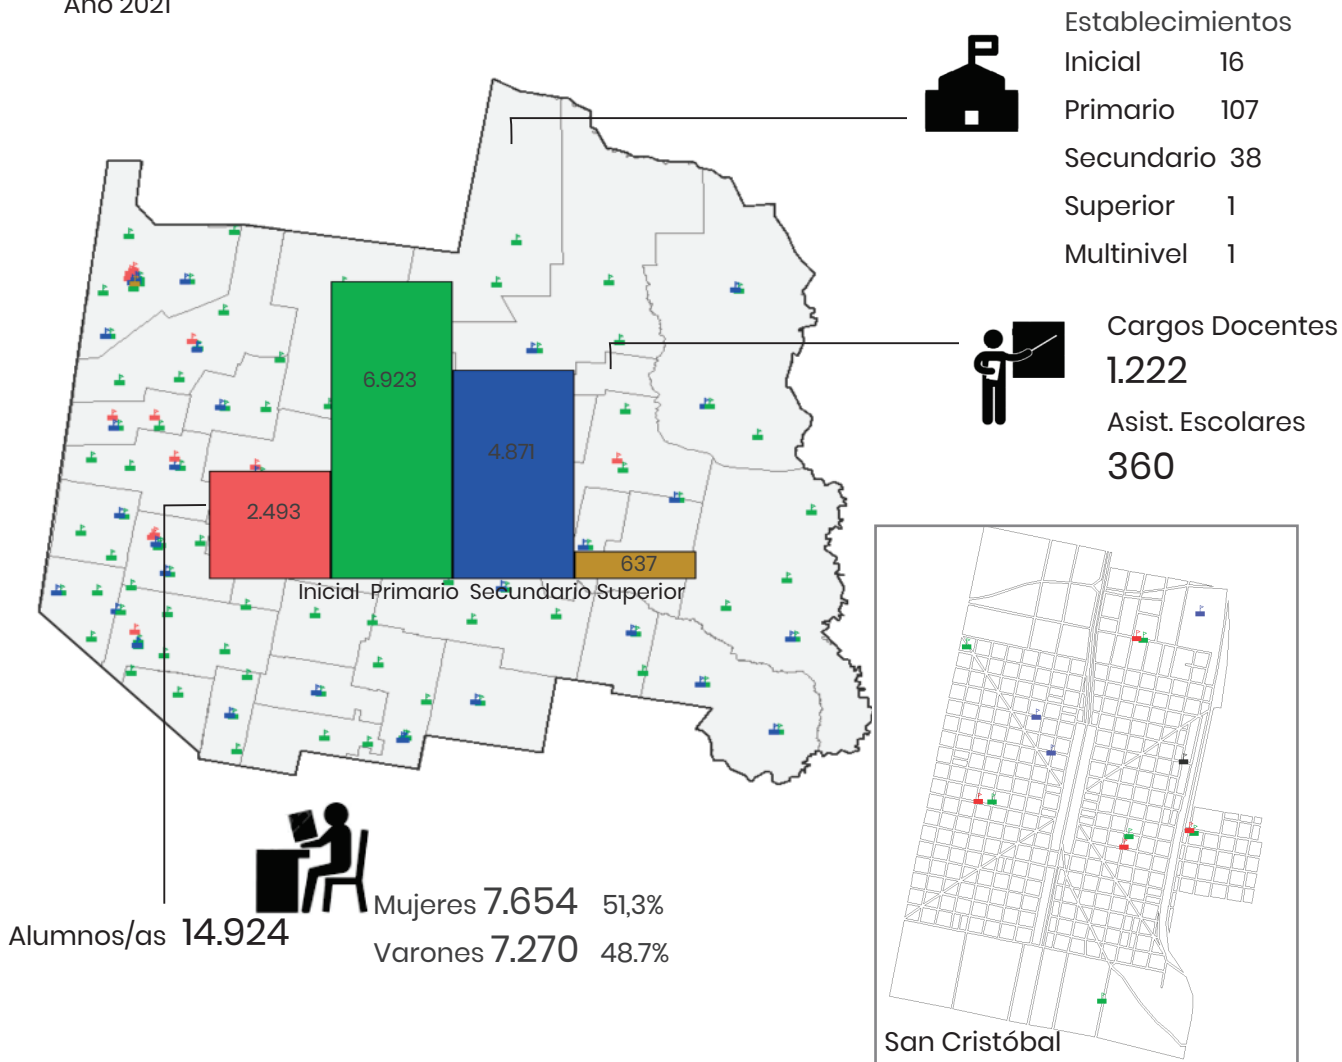 Año 2021
Establecimientos
Inicial 16
Primario 107
Secundario 38
Superior 1
Multinivel 1
Cargos Docentes
1.222
Asist. Escolares
360
6.923
4.871
2.493
637
Inicial Primario Secundario Superior
Mujeres 7.654 51,3%
Alumnos/as 14.924
Varones 7.270 48.7%
San Cristóbal